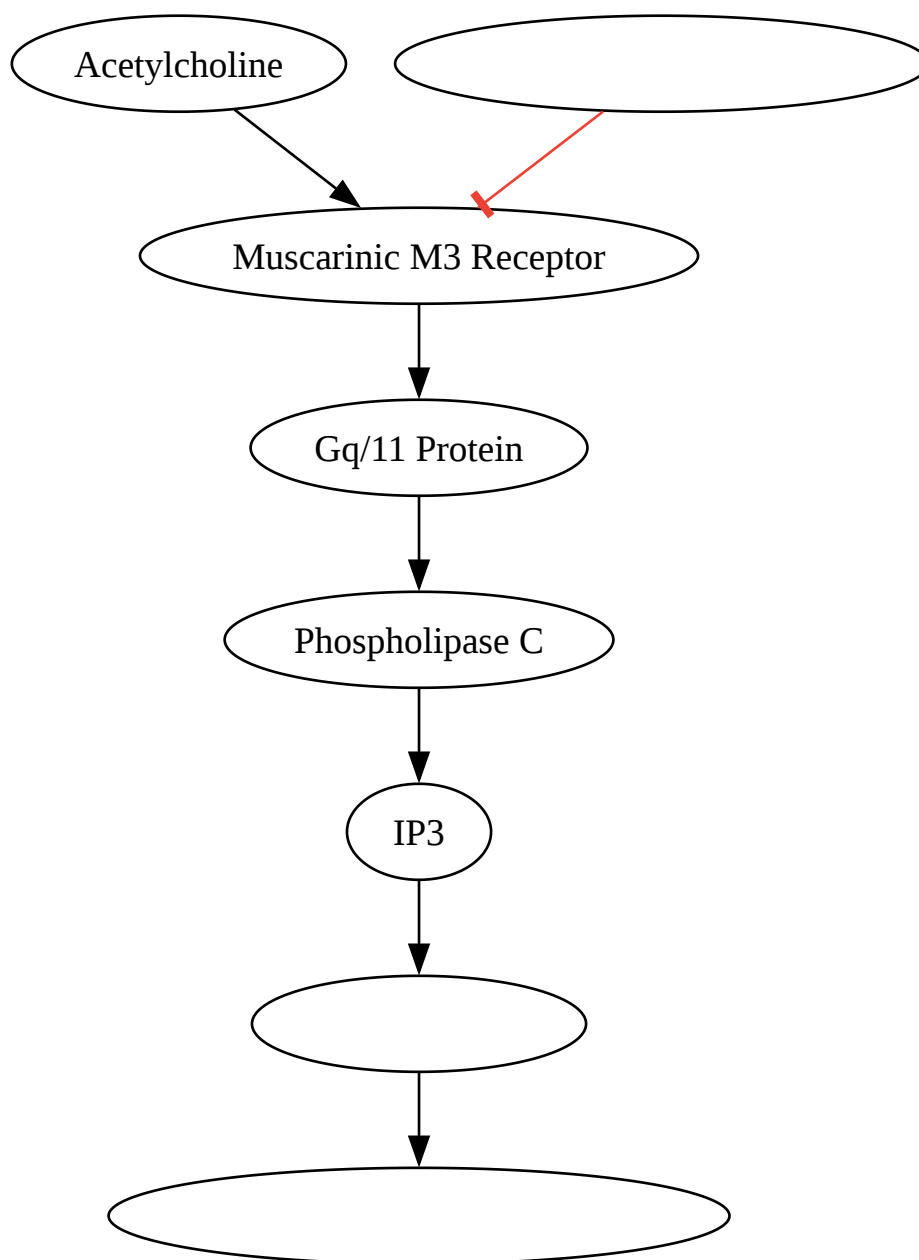 Acetylcholine
Muscarinic M3 Receptor
Gq/11 Protein
Phospholipase C
IP3